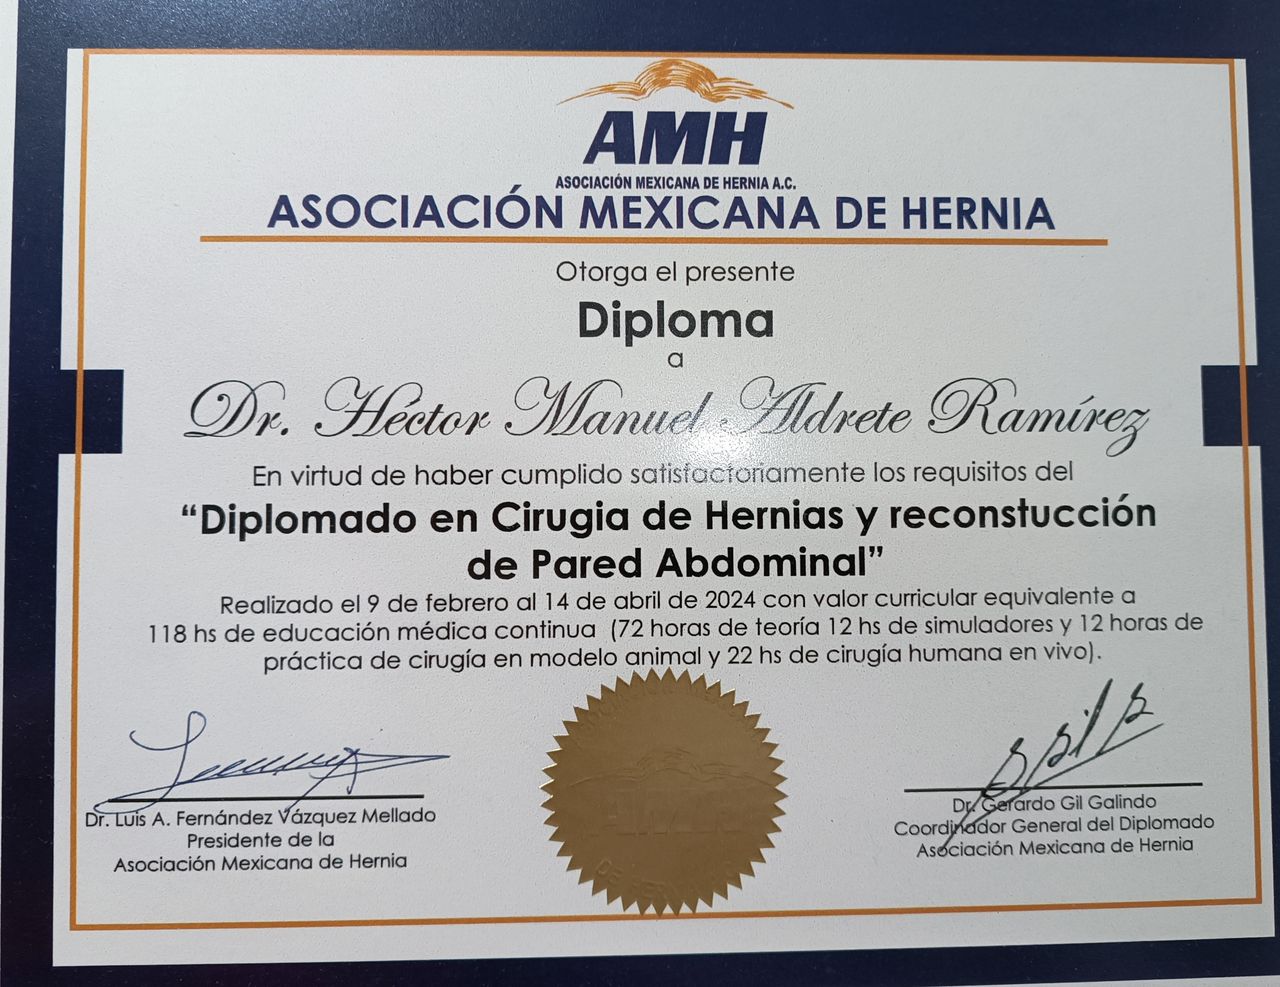 AMH
ASOCIACIÓN MEXICANA DE HERNIA A.C.
ASOCIACIÓN MEXICANA DE HERNIA
Otorga el presente
Diploma
a
Dr. Héctor Manuel Aldrete Ramírez
En virtud de haber cumplido satisfactoriamente los requisitos del
“Diplomado en Cirugia de Hernias y reconstucción
de Pared Abdominal”
Realizado el 9 de febrero al 14 de abril de 2024 con valor curricular equivalente a
118 hs de educación médica continua (72 horas de teoría 12 hs de simuladores y 12 horas de
práctica de cirugía en modelo animal y 22 hs de cirugía humana en vivo).
Dr. Luis A. Fernández Vázquez Mellado
Presidente de la
Asociación Mexicana de Hernia
Dr. Gerardo Gil Galindo
Coordinador General del Diplomado
Asociación Mexicana de Hernia
DE HERNIA